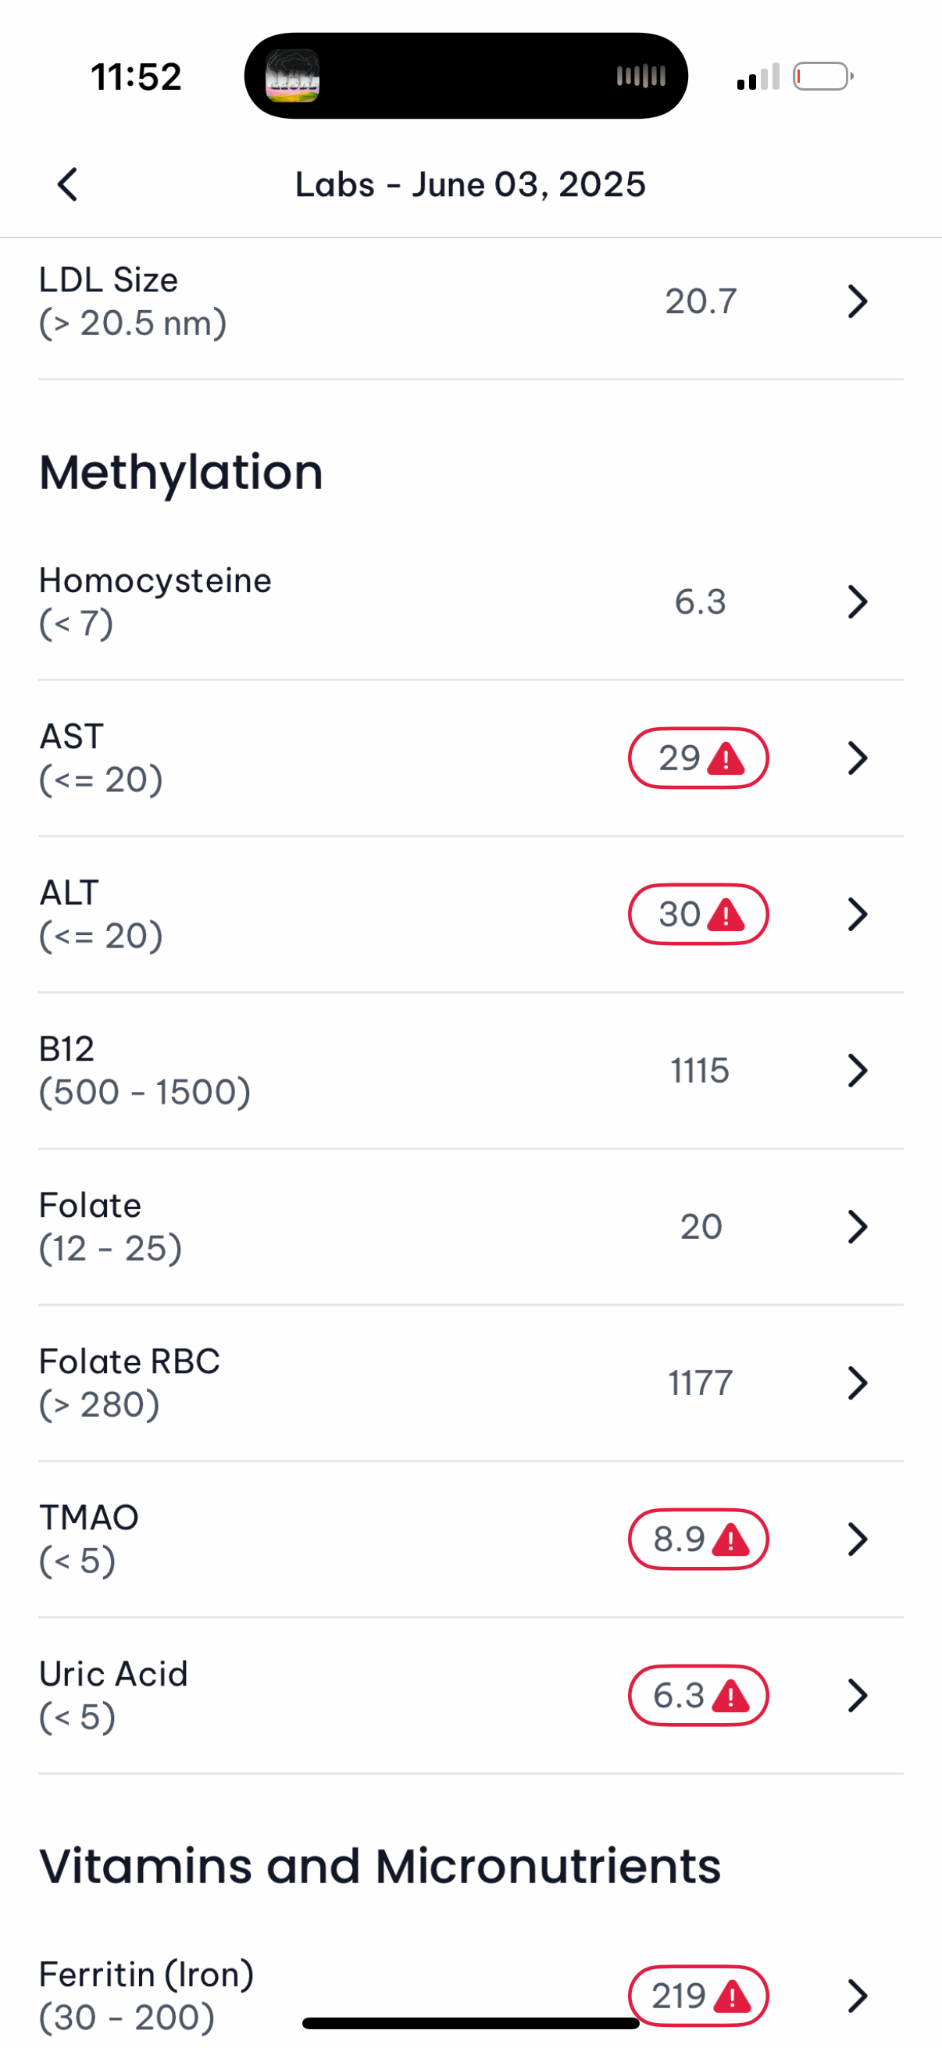 11:52
Labs - June 03, 2025
LDL Size
(> 20.5 nm)
20.7
Methylation
Homocysteine
(< 7)
6.3
AST
(<= 20)
29
ALT
(<= 20)
30
B12
(500 - 1500)
1115
Folate
(12 - 25)
20
Folate RBC
(> 280)
1177
TMAO
(< 5)
8.9
Uric Acid
(< 5)
6.3
Vitamins and Micronutrients
Ferritin (Iron)
(30 - 200)
219